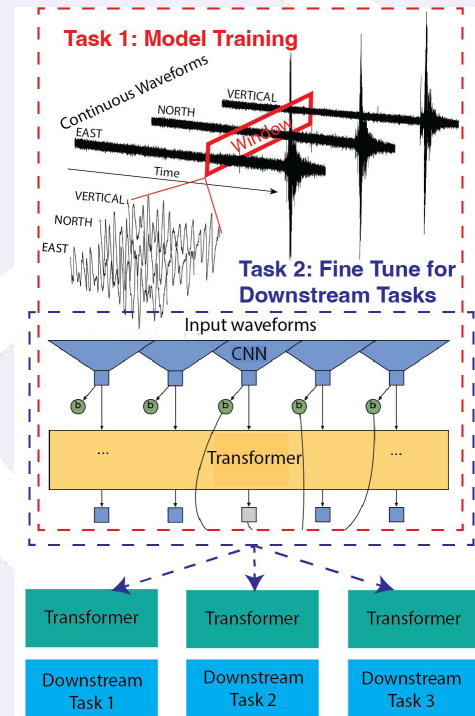 Task 1: Model Training
Continuous Waveforms
VERTICAL
NORTH
EAST
Window
Time
VERTICAL
NORTH
EAST
Task 2: Fine Tune for
Downstream Tasks
Input waveforms
CNN
b b b b b
... Transformer ...
Transformer Transformer Transformer
Downstream
Task 1
Downstream
Task 2
Downstream
Task 3